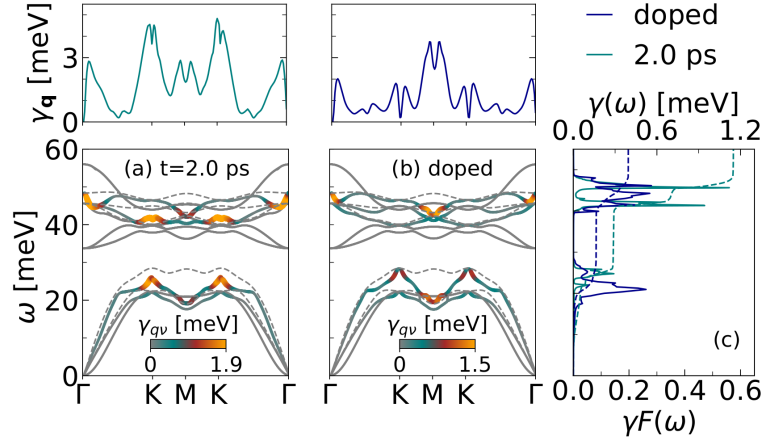 γq [meV]
3
0
doped
2.0 ps
γ(ω) [meV]
0.0 0.6 1.2
ω [meV]
60
40
20
0
(a) t=2.0 ps
γqν [meV]
0 1.9
Γ K M K Γ
(b) doped
γqν [meV]
0 1.5
Γ K M K Γ
(c)
0.0 0.2 0.4 0.6
γF(ω)